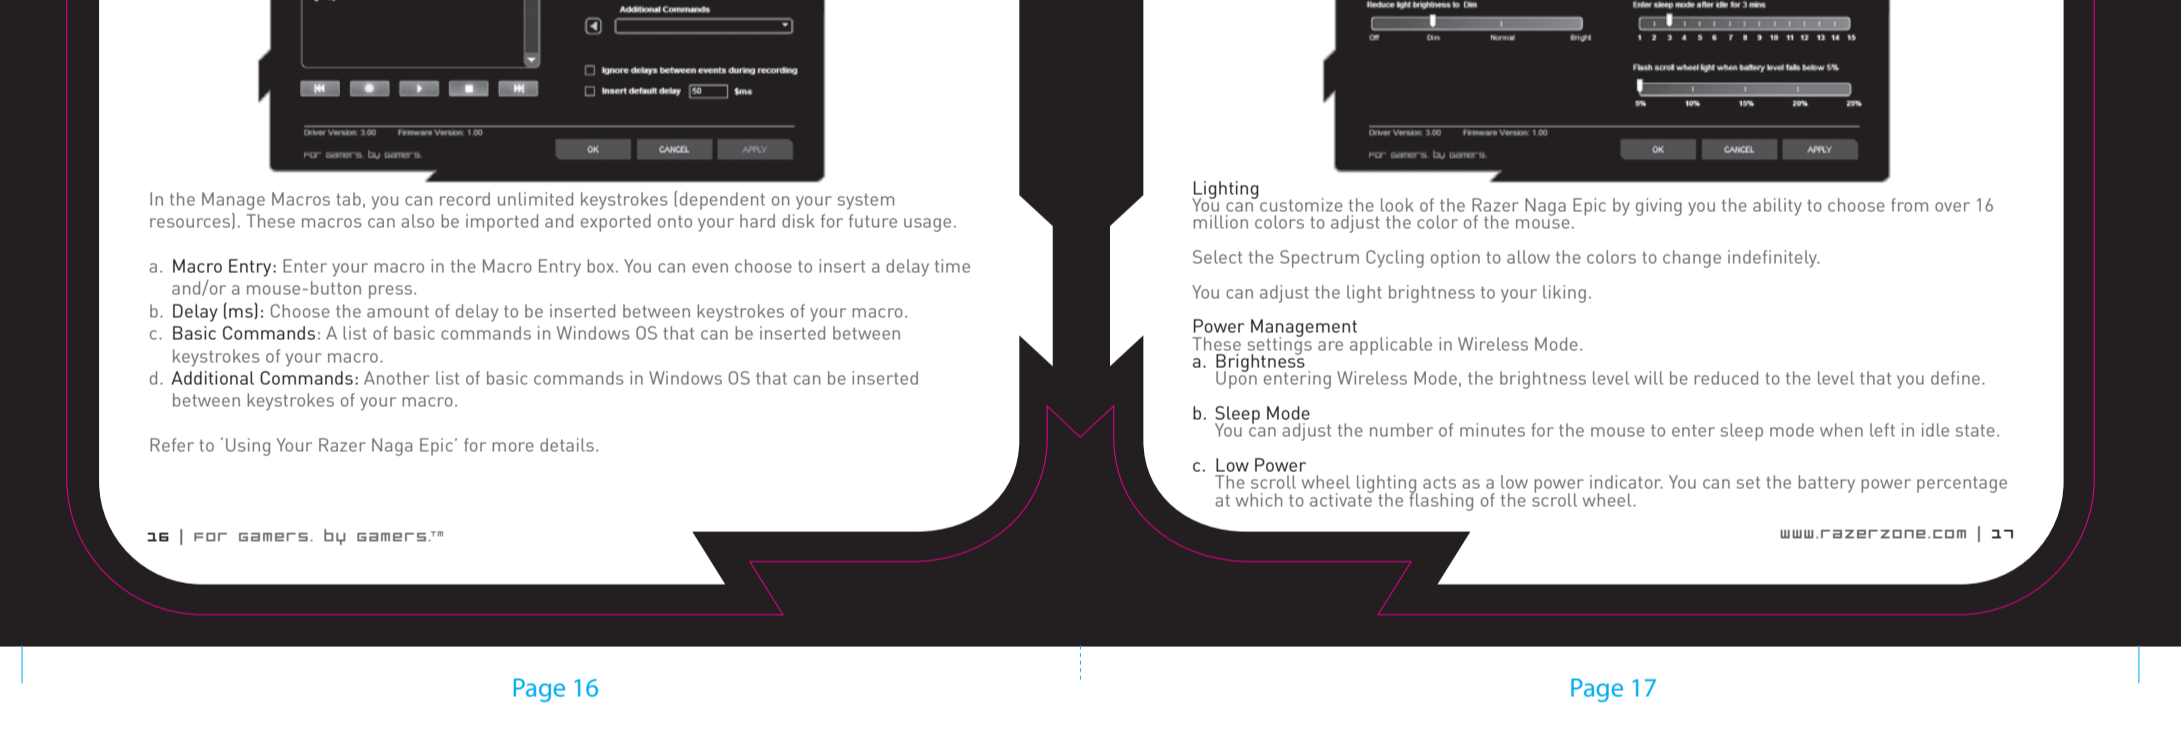 Additional Commands
Ignore delays between events during recording
Insert default delay 50 $ms
Driver Version: 3.00 Firmware Version: 1.00
For Gamers. By Gamers.
OK CANCEL APPLY
In the Manage Macros tab, you can record unlimited keystrokes (dependent on your system
resources). These macros can also be imported and exported onto your hard disk for future usage.
a. Macro Entry: Enter your macro in the Macro Entry box. You can even choose to insert a delay time
and/or a mouse-button press.
b. Delay (ms): Choose the amount of delay to be inserted between keystrokes of your macro.
c. Basic Commands: A list of basic commands in Windows OS that can be inserted between
keystrokes of your macro.
d. Additional Commands: Another list of basic commands in Windows OS that can be inserted
between keystrokes of your macro.
Refer to 'Using Your Razer Naga Epic' for more details.
16 | For Gamers. By Gamers.™
Page 16
Reduce light brightness to Dim
Off Dim Normal Bright
Enter sleep mode after idle for 3 mins
1 2 3 4 5 6 7 8 9 10 11 12 13 14 15
Flash scroll wheel light when battery level falls below 5%
5% 10% 15% 20% 25%
Driver Version: 3.00 Firmware Version: 1.00
For Gamers. By Gamers.
OK CANCEL APPLY
Lighting
You can customize the look of the Razer Naga Epic by giving you the ability to choose from over 16
million colors to adjust the color of the mouse.
Select the Spectrum Cycling option to allow the colors to change indefinitely.
You can adjust the light brightness to your liking.
Power Management
These settings are applicable in Wireless Mode.
a. Brightness
Upon entering Wireless Mode, the brightness level will be reduced to the level that you define.
b. Sleep Mode
You can adjust the number of minutes for the mouse to enter sleep mode when left in idle state.
c. Low Power
The scroll wheel lighting acts as a low power indicator. You can set the battery power percentage
at which to activate the flashing of the scroll wheel.
www.razerzone.com | 17
Page 17